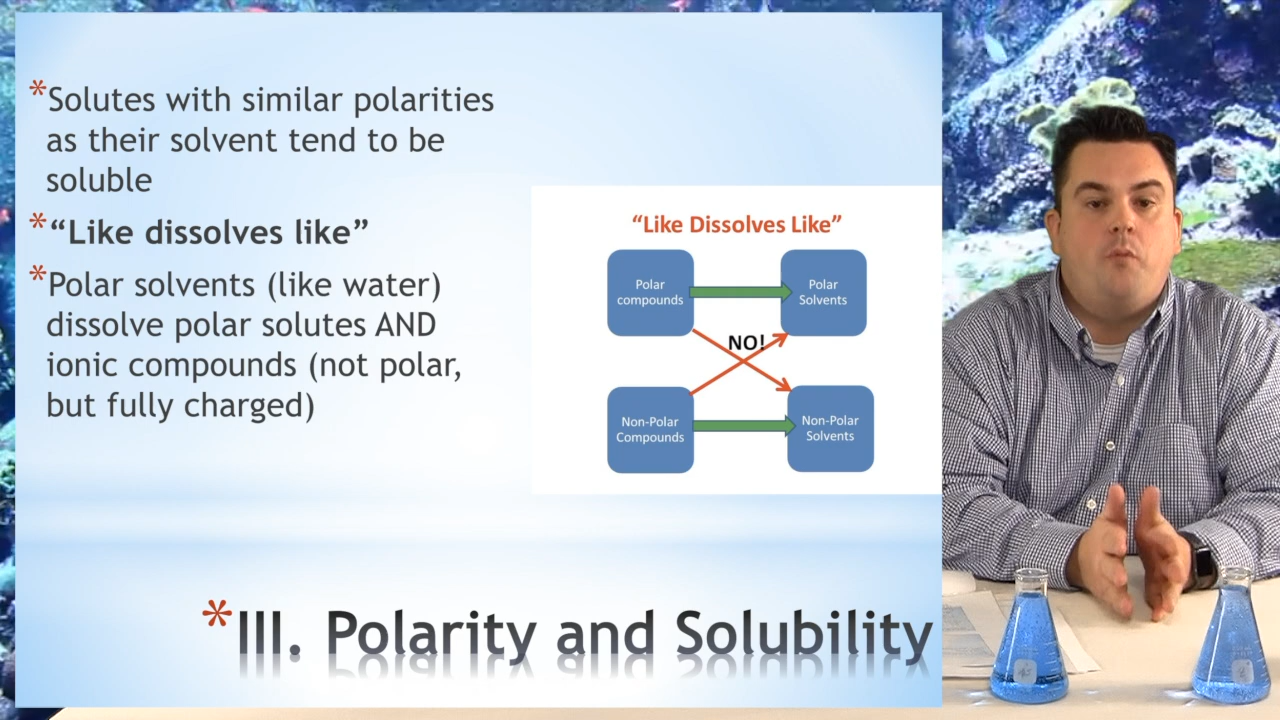 *Solutes with similar polarities
as their solvent tend to be
soluble
*“Like dissolves like”
*Polar solvents (like water)
dissolve polar solutes AND
ionic compounds (not polar,
but fully charged)
“Like Dissolves Like”
Polar
compounds
Polar
Solvents
NO!
Non-Polar
Compounds
Non-Polar
Solvents
*III. Polarity and Solubility